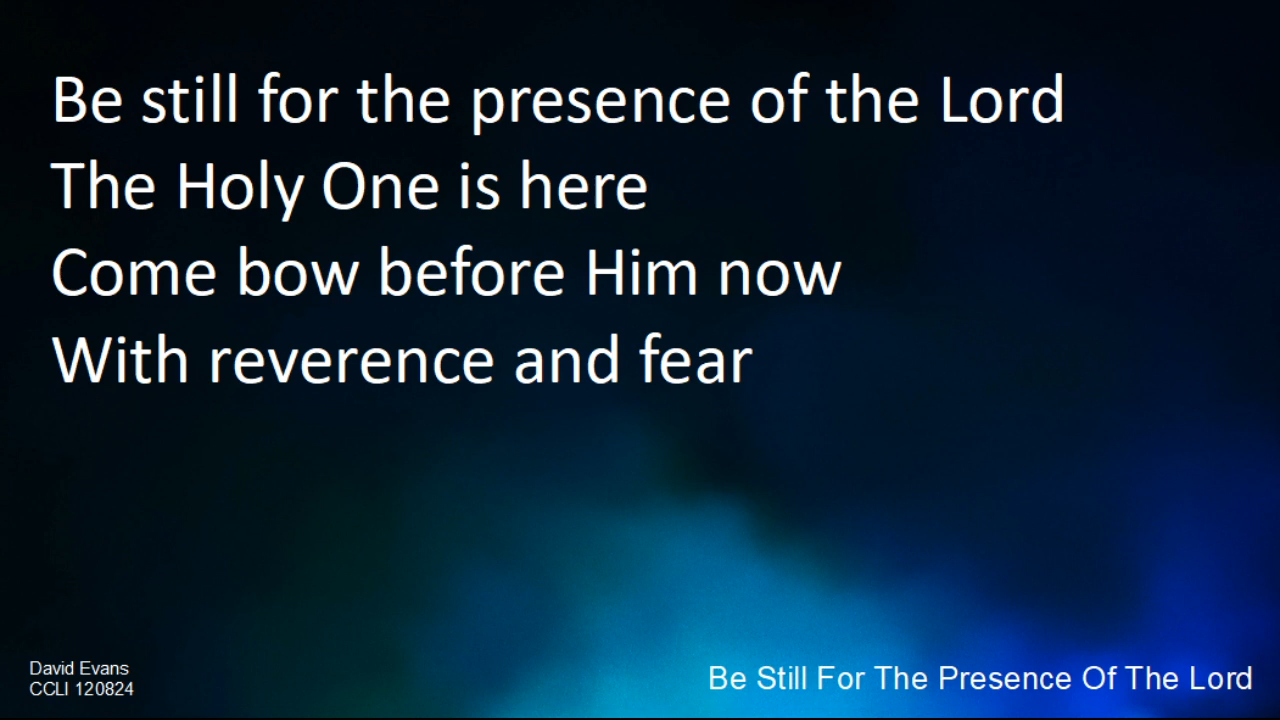 Be still for the presence of the Lord
The Holy One is here
Come bow before Him now
With reverence and fear
David Evans
CCLI 120824
Be Still For The Presence Of The Lord